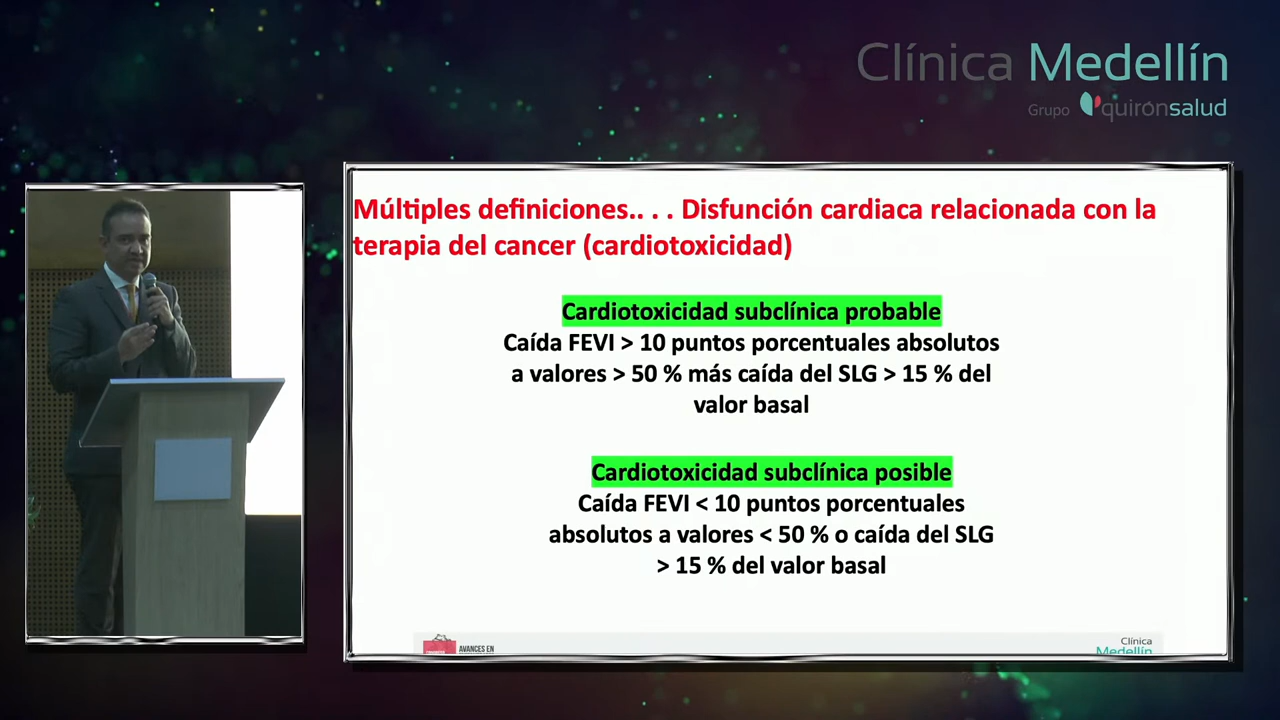 Clínica Medellín
Grupo quirónsalud
Múltiples definiciones.. . . Disfunción cardiaca relacionada con la
terapia del cancer (cardiotoxicidad)
Cardiotoxicidad subclínica probable
Caída FEVI > 10 puntos porcentuales absolutos
a valores > 50 % más caída del SLG > 15 % del
valor basal
Cardiotoxicidad subclínica posible
Caída FEVI < 10 puntos porcentuales
absolutos a valores < 50 % o caída del SLG
> 15 % del valor basal
AVANCES EN
Clínica
Medellín